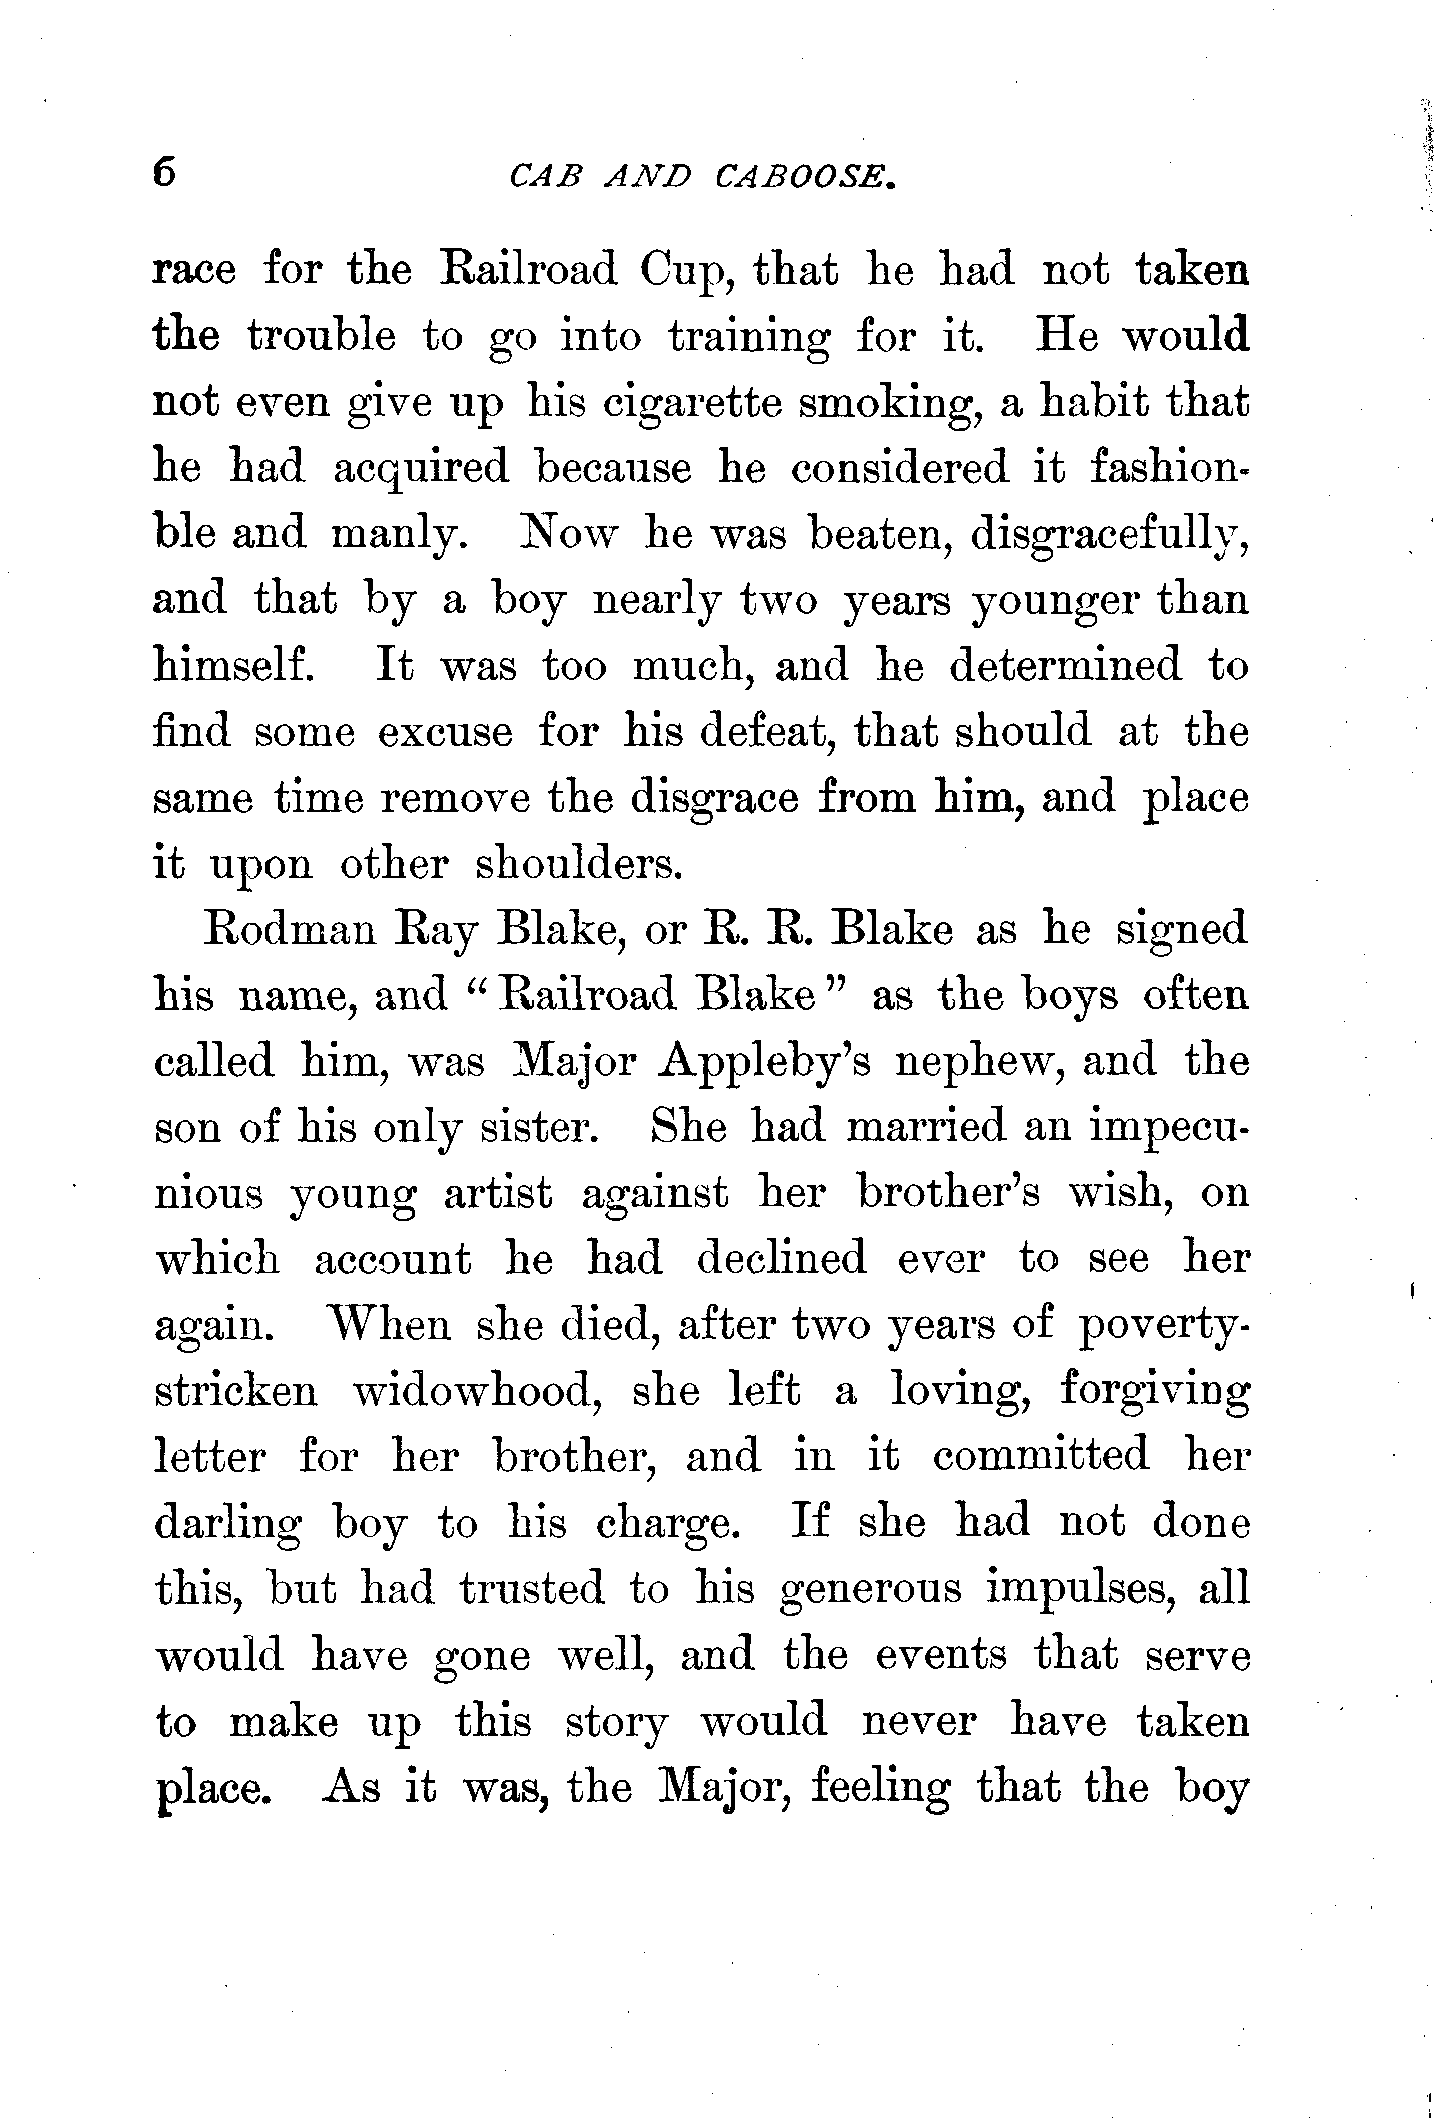 6 CAB AND CABOOSE.
race for the Railroad Cup, that he had not taken
the trouble to go into training for it. He would
not even give up his cigarette smoking, a habit that
he had acquired because he considered it fashion-
ble and manly. Now he was beaten, disgracefully,
and that by a boy nearly two years younger than
himself. It was too much, and he determined to
find some excuse for his defeat, that should at the
same time remove the disgrace from him, and place
it upon other shoulders.
Rodman Ray Blake, or R. R. Blake as he signed
his name, and “ Railroad Blake ” as the boys often
called him, was Major Appleby’s nephew, and the
son of his only sister. She had married an impecu-
nious young artist against her brother’s wish, on
which account he had declined ever to see her
again. When she died, after two years of poverty-
stricken widowhood, she left a loving, forgiving
letter for her brother, and in it committed her
darling boy to his charge. If she had not done
this, but had trusted to his generous impulses, all
would have gone well, and the events that serve
to make up this story would never have taken
place. As it was, the Major, feeling that the boy